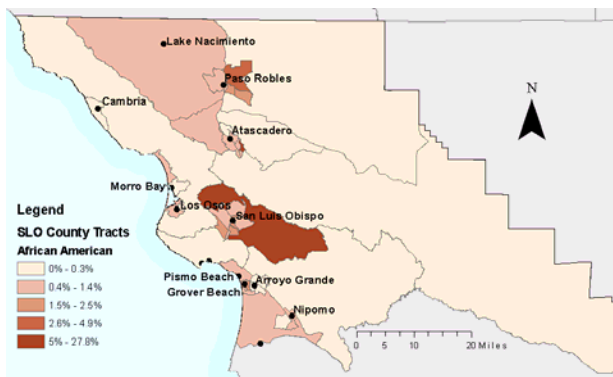 Lake Nacimiento
Paso Robles
Cambria
N
Atascadero
Morro Bay
Los Osos
San Luis Obispo
Legend
SLO County Tracts
African American
0% - 0.3%
0.4% - 1.4%
1.5% - 2.5%
2.6% - 4.9%
5% - 27.8%
Pismo Beach
Arroyo Grande
Grover Beach
Nipomo
20 10 0 20 Miles